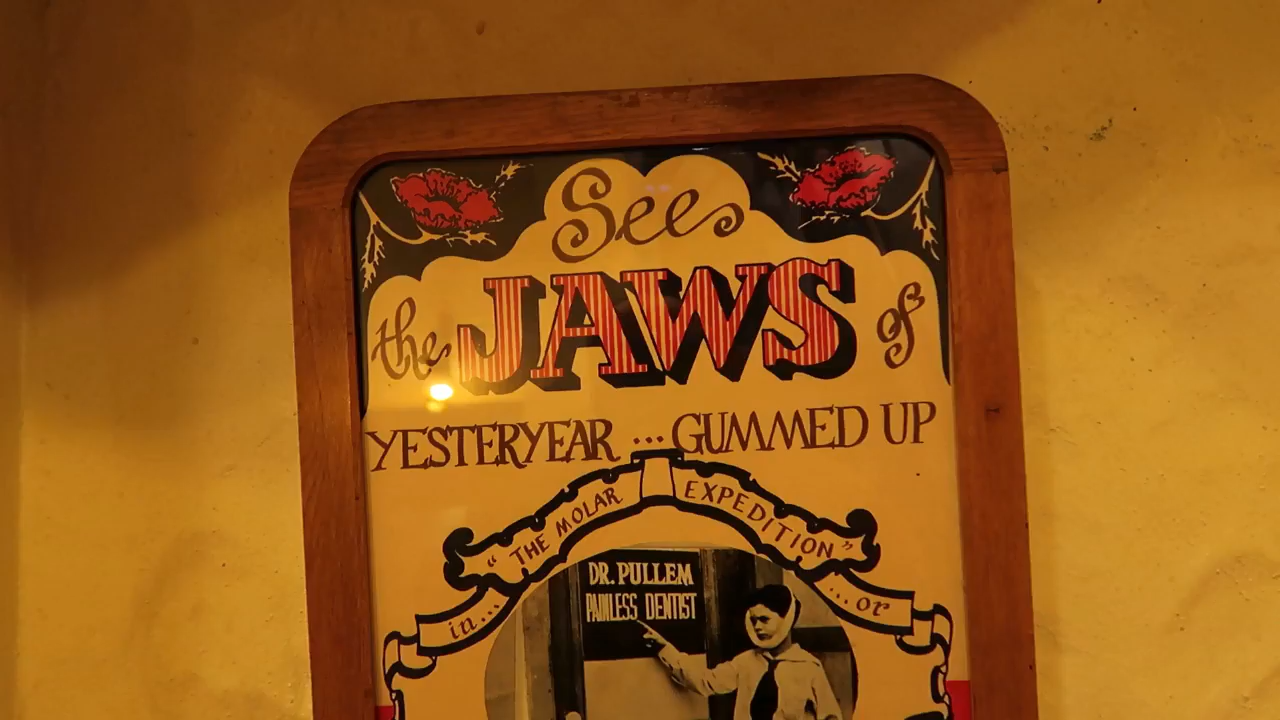 See
the JAWS of
YESTERYEAR ... GUMMED UP
in... "THE MOLAR EXPEDITION" ...or
DR. PULLEM
PAINLESS DENTIST